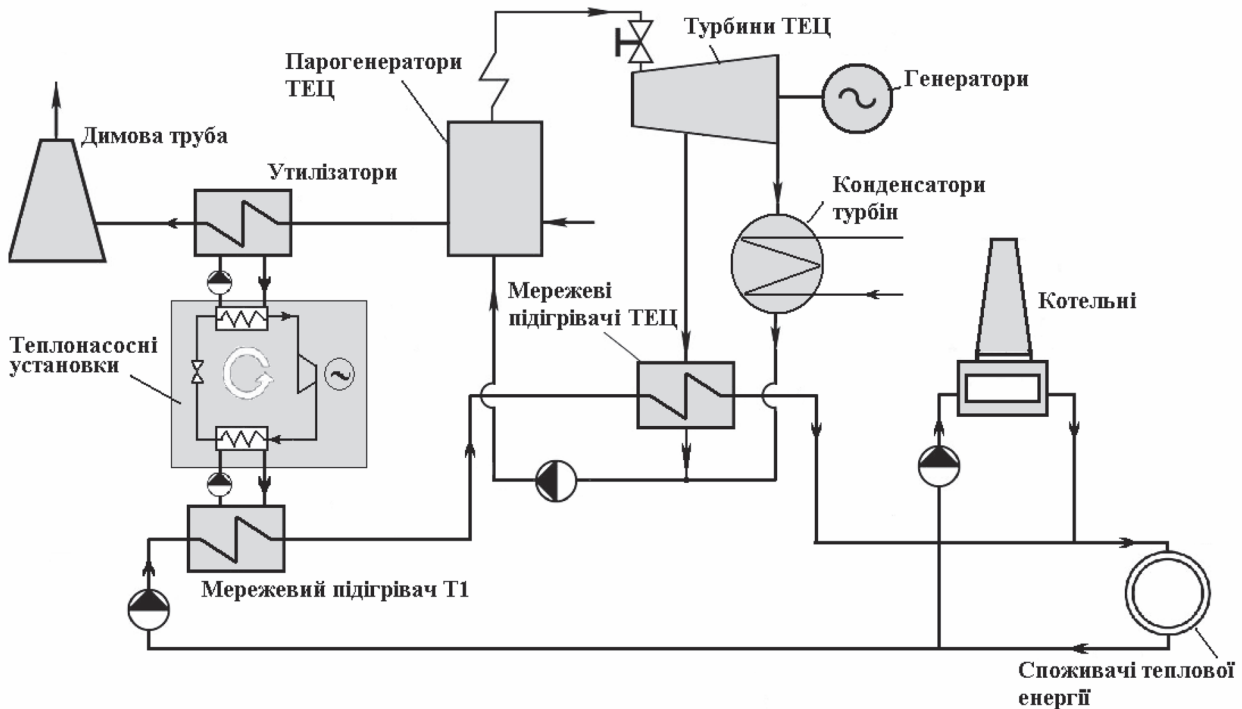 Турбини ТЕЦ
Парогенератори
ТЕЦ
Генератори
Димова труба
Утилізатори
Конденсатори
турбін
Мережеві
підігрівачі ТЕЦ
Котельні
Теплонасосні
установки
Мережевий підігрівач Т1
Споживачі теплової
енергії